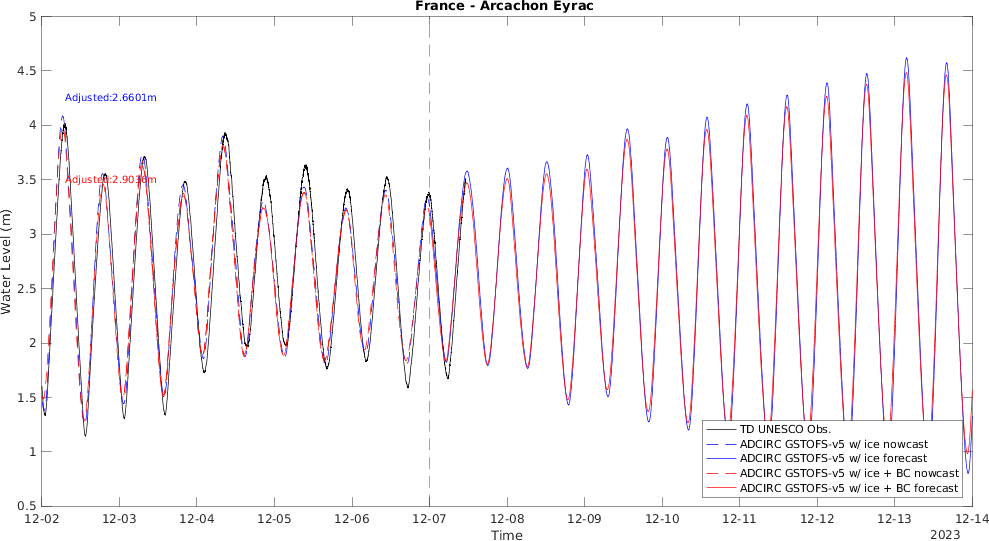 France - Arcachon Eyrac
Water Level (m)
5
4.5
4
3.5
3
2.5
2
1.5
1
0.5
Adjusted:2.6601m
Adjusted:2.9036m
TD UNESCO Obs.
ADCIRC GSTOFS-v5 w/ ice nowcast
ADCIRC GSTOFS-v5 w/ ice forecast
ADCIRC GSTOFS-v5 w/ ice + BC nowcast
ADCIRC GSTOFS-v5 w/ ice + BC forecast
12-02 12-03 12-04 12-05 12-06 12-07 12-08 12-09 12-10 12-11 12-12 12-13 12-14
Time
2023